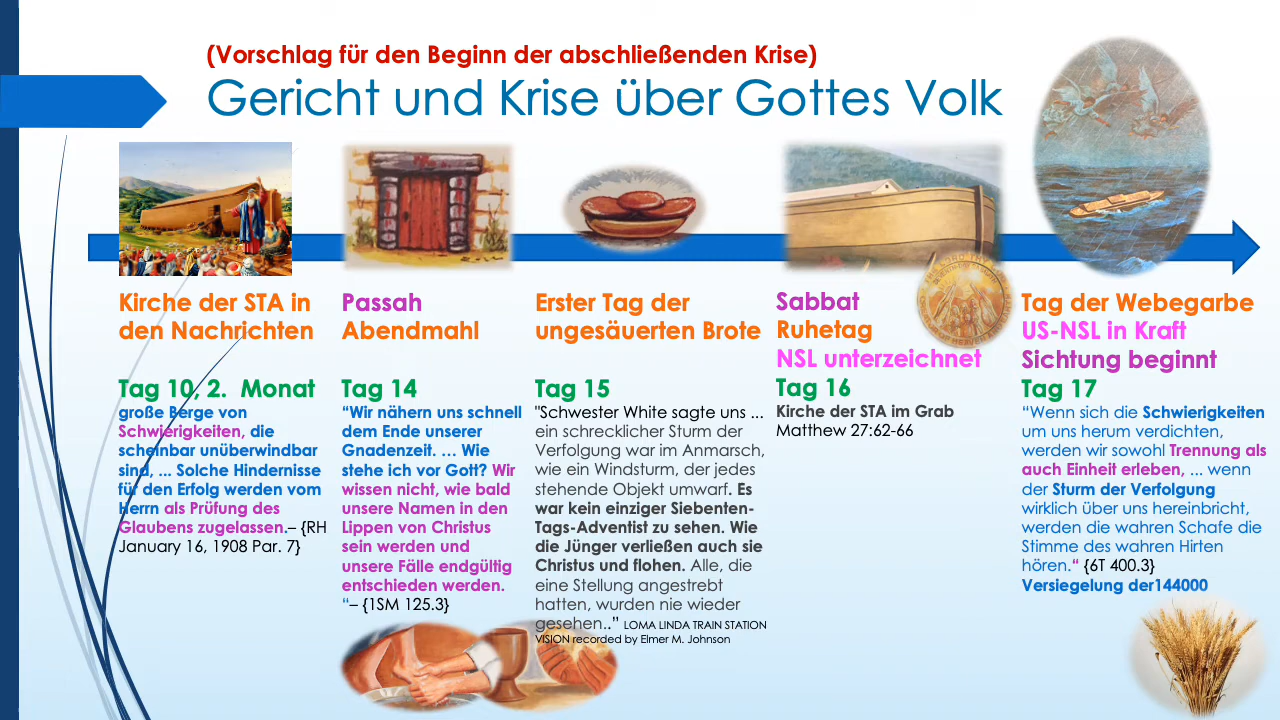 (Vorschlag für den Beginn der abschließenden Krise)
Gericht und Krise über Gottes Volk
Kirche der STA in
den Nachrichten
Tag 10, 2. Monat
große Berge von
Schwierigkeiten, die
scheinbar unüberwindbar
sind, ... Solche Hindernisse
für den Erfolg werden vom
Herrn als Prüfung des
Glaubens zugelassen.– {RH
January 16, 1908 Par. 7}
Passah
Abendmahl
Tag 14
“Wir nähern uns schnell
dem Ende unserer
Gnadenzeit. … Wie
stehe ich vor Gott? Wir
wissen nicht, wie bald
unsere Namen in den
Lippen von Christus
sein werden und
unsere Fälle endgültig
entschieden werden.
“– {1SM 125.3}
Erster Tag der
ungesäuerten Brote
Tag 15
"Schwester White sagte uns ...
ein schrecklicher Sturm der
Verfolgung war im Anmarsch,
wie ein Windsturm, der jedes
stehende Objekt umwarf. Es
war kein einziger Siebenten-
Tags-Adventist zu sehen. Wie
die Jünger verließen auch sie
Christus und flohen. Alle, die
eine Stellung angestrebt
hatten, wurden nie wieder
gesehen..” LOMA LINDA TRAIN STATION
VISION recorded by Elmer M. Johnson
Sabbat
Ruhetag
NSL unterzeichnet
Tag 16
Kirche der STA im Grab
Matthew 27:62-66
Tag der Webegarbe
US-NSL in Kraft
Sichtung beginnt
Tag 17
“Wenn sich die Schwierigkeiten
um uns herum verdichten,
werden wir sowohl Trennung als
auch Einheit erleben, ... wenn
der Sturm der Verfolgung
wirklich über uns hereinbricht,
werden die wahren Schafe die
Stimme des wahren Hirten
hören.“ {6T 400.3}
Versiegelung der144000